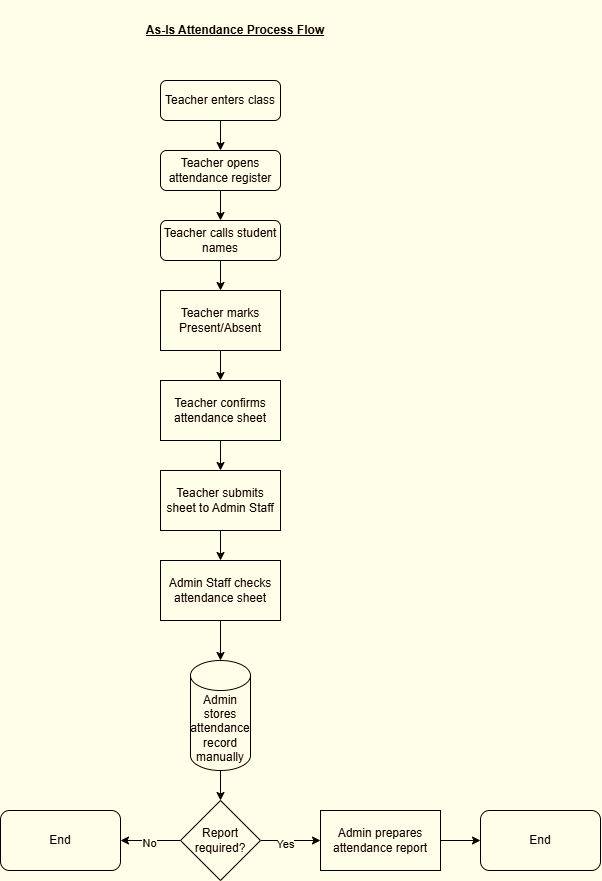 As-Is Attendance Process Flow
Teacher enters class
Teacher opens
attendance register
Teacher calls student
names
Teacher marks
Present/Absent
Teacher confirms
attendance sheet
Teacher submits
sheet to Admin Staff
Admin Staff checks
attendance sheet
Admin
stores
attendance
record
manually
End
No
Report
required?
Yes
Admin prepares
attendance report
End